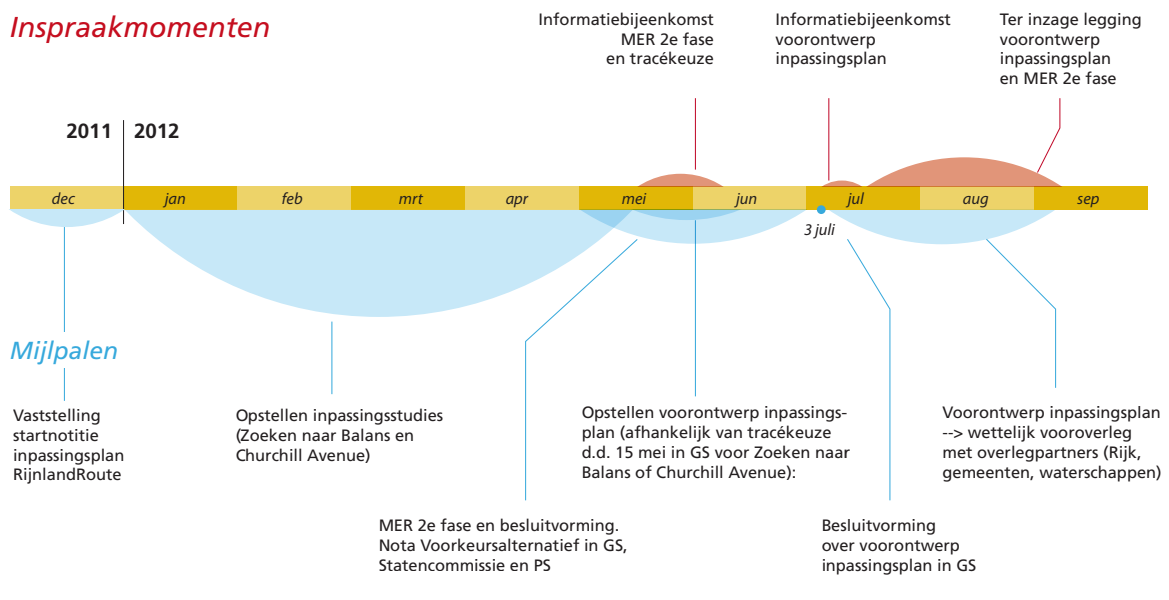 Inspraakmomenten
Informatiebijeenkomst
MER 2e fase
en tracékeuze
Informatiebijeenkomst
voorontwerp
inpassingsplan
Ter inzage legging
voorontwerp
inpassingsplan
en MER 2e fase
2011 2012
dec jan feb mrt apr mei jun jul aug sep
3 juli
Mijlpalen
Vaststelling
startnotitie
inpassingsplan
RijnlandRoute
Opstellen inpassingsstudies
(Zoeken naar Balans en
Churchill Avenue)
Opstellen voorontwerp inpassings-
plan (afhankelijk van tracékeuze
d.d. 15 mei in GS voor Zoeken naar
Balans of Churchill Avenue):
Voorontwerp inpassingsplan
--> wettelijk vooroverleg
met overlegpartners (Rijk,
gemeenten, waterschappen)
MER 2e fase en besluitvorming.
Nota Voorkeursalternatief in GS,
Statencommissie en PS
Besluitvorming
over voorontwerp
inpassingsplan in GS